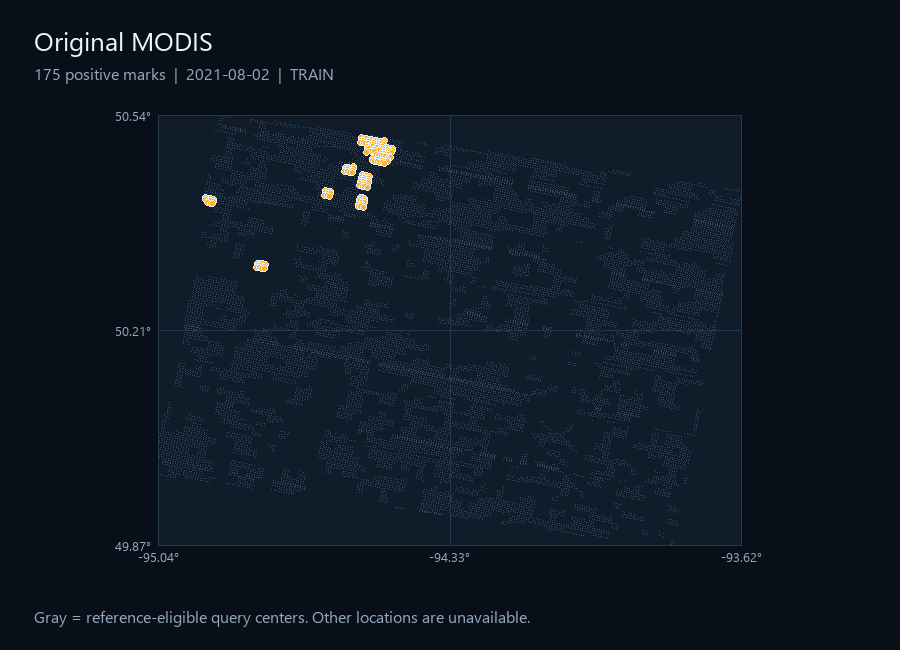 Original MODIS
175 positive marks | 2021-08-02 | TRAIN
50.54°
50.21°
49.87°
-95.04°
-94.33°
-93.62°
Gray = reference-eligible query centers. Other locations are unavailable.